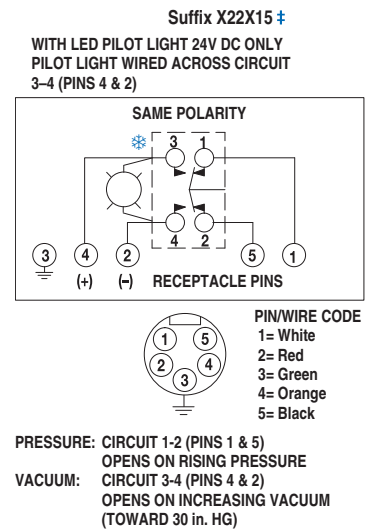 Suffix X22X15 ‡
WITH LED PILOT LIGHT 24V DC ONLY
PILOT LIGHT WIRED ACROSS CIRCUIT
3–4 (PINS 4 & 2)
SAME POLARITY
3 1
4 2
3 4 2 5 1
(+) (–) RECEPTACLE PINS
PIN/WIRE CODE
1= White
2= Red
3= Green
4= Orange
5= Black
1 5
2 4
3
PRESSURE: CIRCUIT 1-2 (PINS 1 & 5)
OPENS ON RISING PRESSURE
VACUUM: CIRCUIT 3-4 (PINS 4 & 2)
OPENS ON INCREASING VACUUM
(TOWARD 30 in. HG)